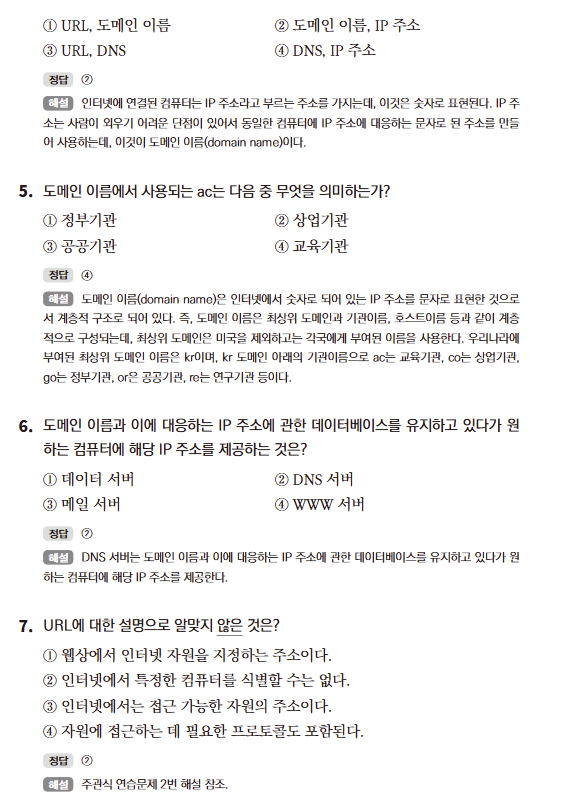 ① URL, 도메인 이름 ② 도메인 이름, IP 주소
③ URL, DNS ④ DNS, IP 주소
정답 ②
해설 인터넷에 연결된 컴퓨터는 IP 주소라고 부르는 주소를 가지는데, 이것은 숫자로 표현된다. IP 주
소는 사람이 외우기 어려운 단점이 있어서 동일한 컴퓨터에 IP 주소에 대응하는 문자로 된 주소를 만들
어 사용하는데, 이것이 도메인 이름(domain name)이다.
5. 도메인 이름에서 사용되는 ac는 다음 중 무엇을 의미하는가?
① 정부기관 ② 상업기관
③ 공공기관 ④ 교육기관
정답 ④
해설 도메인 이름(domain name)은 인터넷에서 숫자로 되어 있는 IP 주소를 문자로 표현한 것으로
서 계층적 구조로 되어 있다. 즉, 도메인 이름은 최상위 도메인과 기관이름, 호스트이름 등과 같이 계층
적으로 구성되는데, 최상위 도메인은 미국을 제외하고는 각국에게 부여된 이름을 사용한다. 우리나라에
부여된 최상위 도메인 이름은 kr이며, kr 도메인 아래의 기관이름으로 ac는 교육기관, co는 상업기관,
go는 정부기관, or은 공공기관, re는 연구기관 등이다.
6. 도메인 이름과 이에 대응하는 IP 주소에 관한 데이터베이스를 유지하고 있다가 원
하는 컴퓨터에 해당 IP 주소를 제공하는 것은?
① 데이터 서버 ② DNS 서버
③ 메일 서버 ④ WWW 서버
정답 ②
해설 DNS 서버는 도메인 이름과 이에 대응하는 IP 주소에 관한 데이터베이스를 유지하고 있다가 원
하는 컴퓨터에 해당 IP 주소를 제공한다.
7. URL에 대한 설명으로 알맞지 않은 것은?
① 웹상에서 인터넷 자원을 지정하는 주소이다.
② 인터넷에서 특정한 컴퓨터를 식별할 수는 없다.
③ 인터넷에서는 접근 가능한 자원의 주소이다.
④ 자원에 접근하는 데 필요한 프로토콜도 포함된다.
정답 ②
해설 주관식 연습문제 2번 해설 참조.